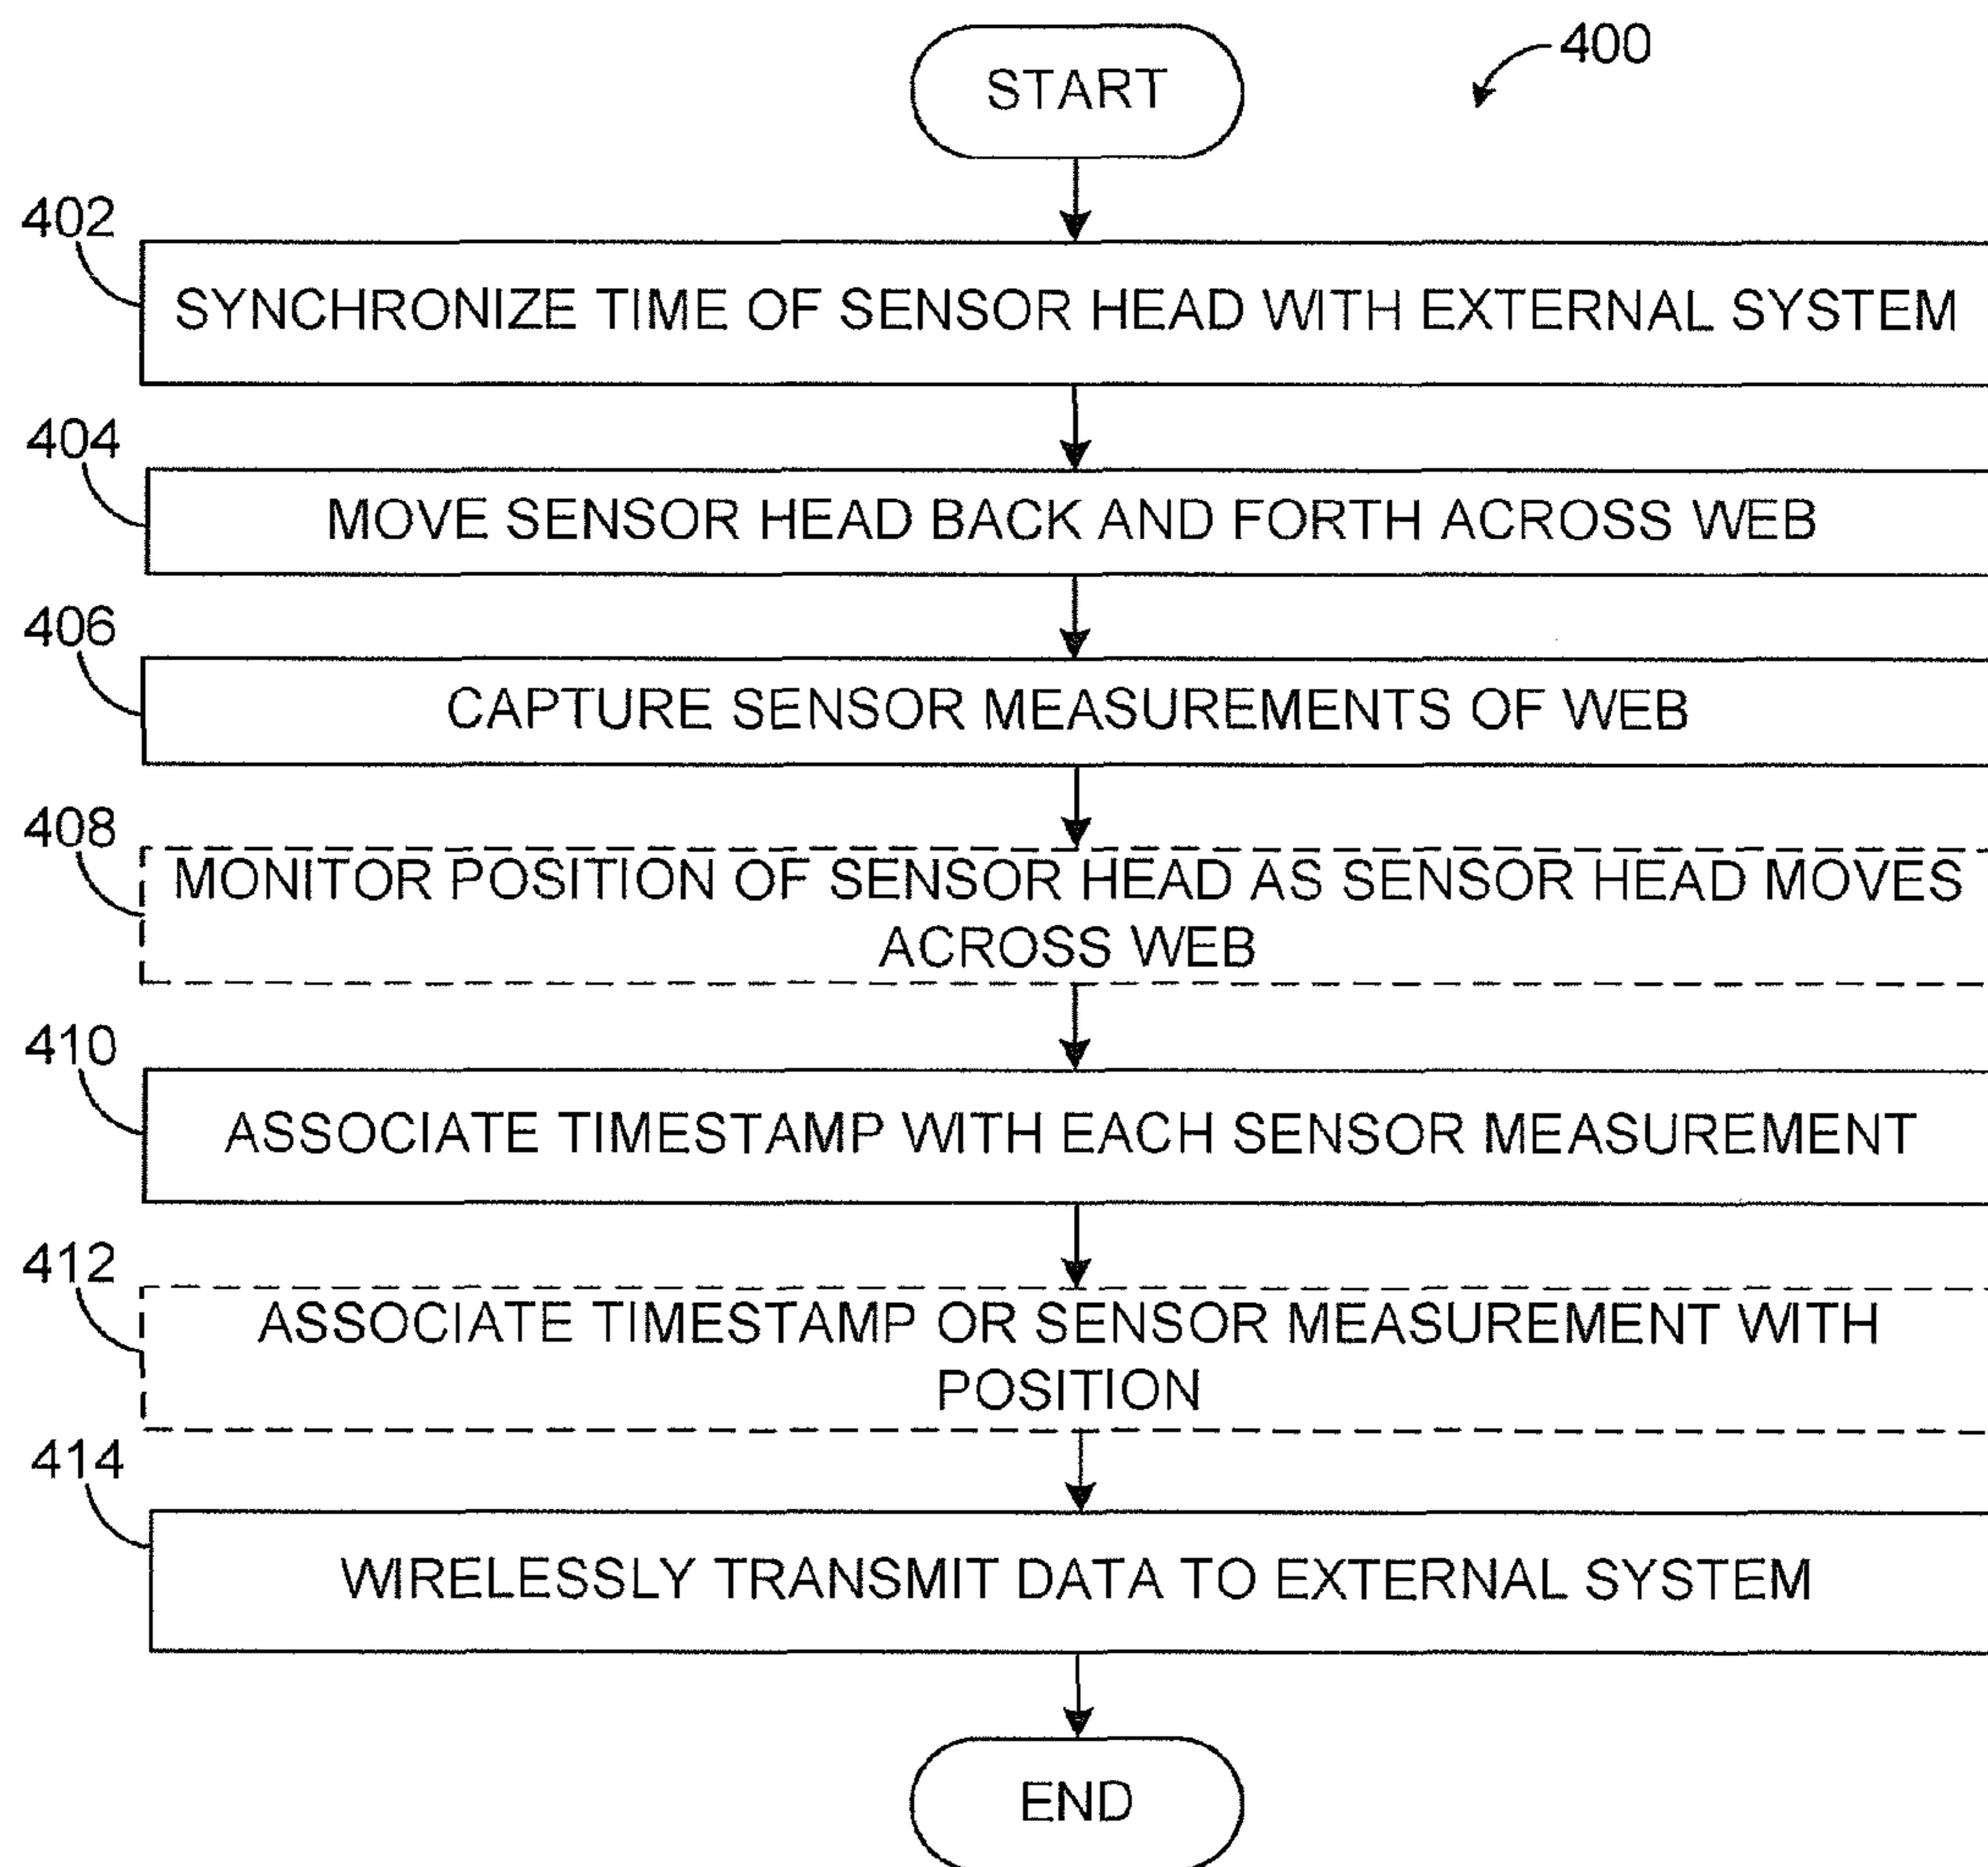 START
400
402
SYNCHRONIZE TIME OF SENSOR HEAD WITH EXTERNAL SYSTEM
404
MOVE SENSOR HEAD BACK AND FORTH ACROSS WEB
406
CAPTURE SENSOR MEASUREMENTS OF WEB
408
MONITOR POSITION OF SENSOR HEAD AS SENSOR HEAD MOVES
ACROSS WEB
410
ASSOCIATE TIMESTAMP WITH EACH SENSOR MEASUREMENT
412
ASSOCIATE TIMESTAMP OR SENSOR MEASUREMENT WITH
POSITION
414
WIRELESSLY TRANSMIT DATA TO EXTERNAL SYSTEM
END